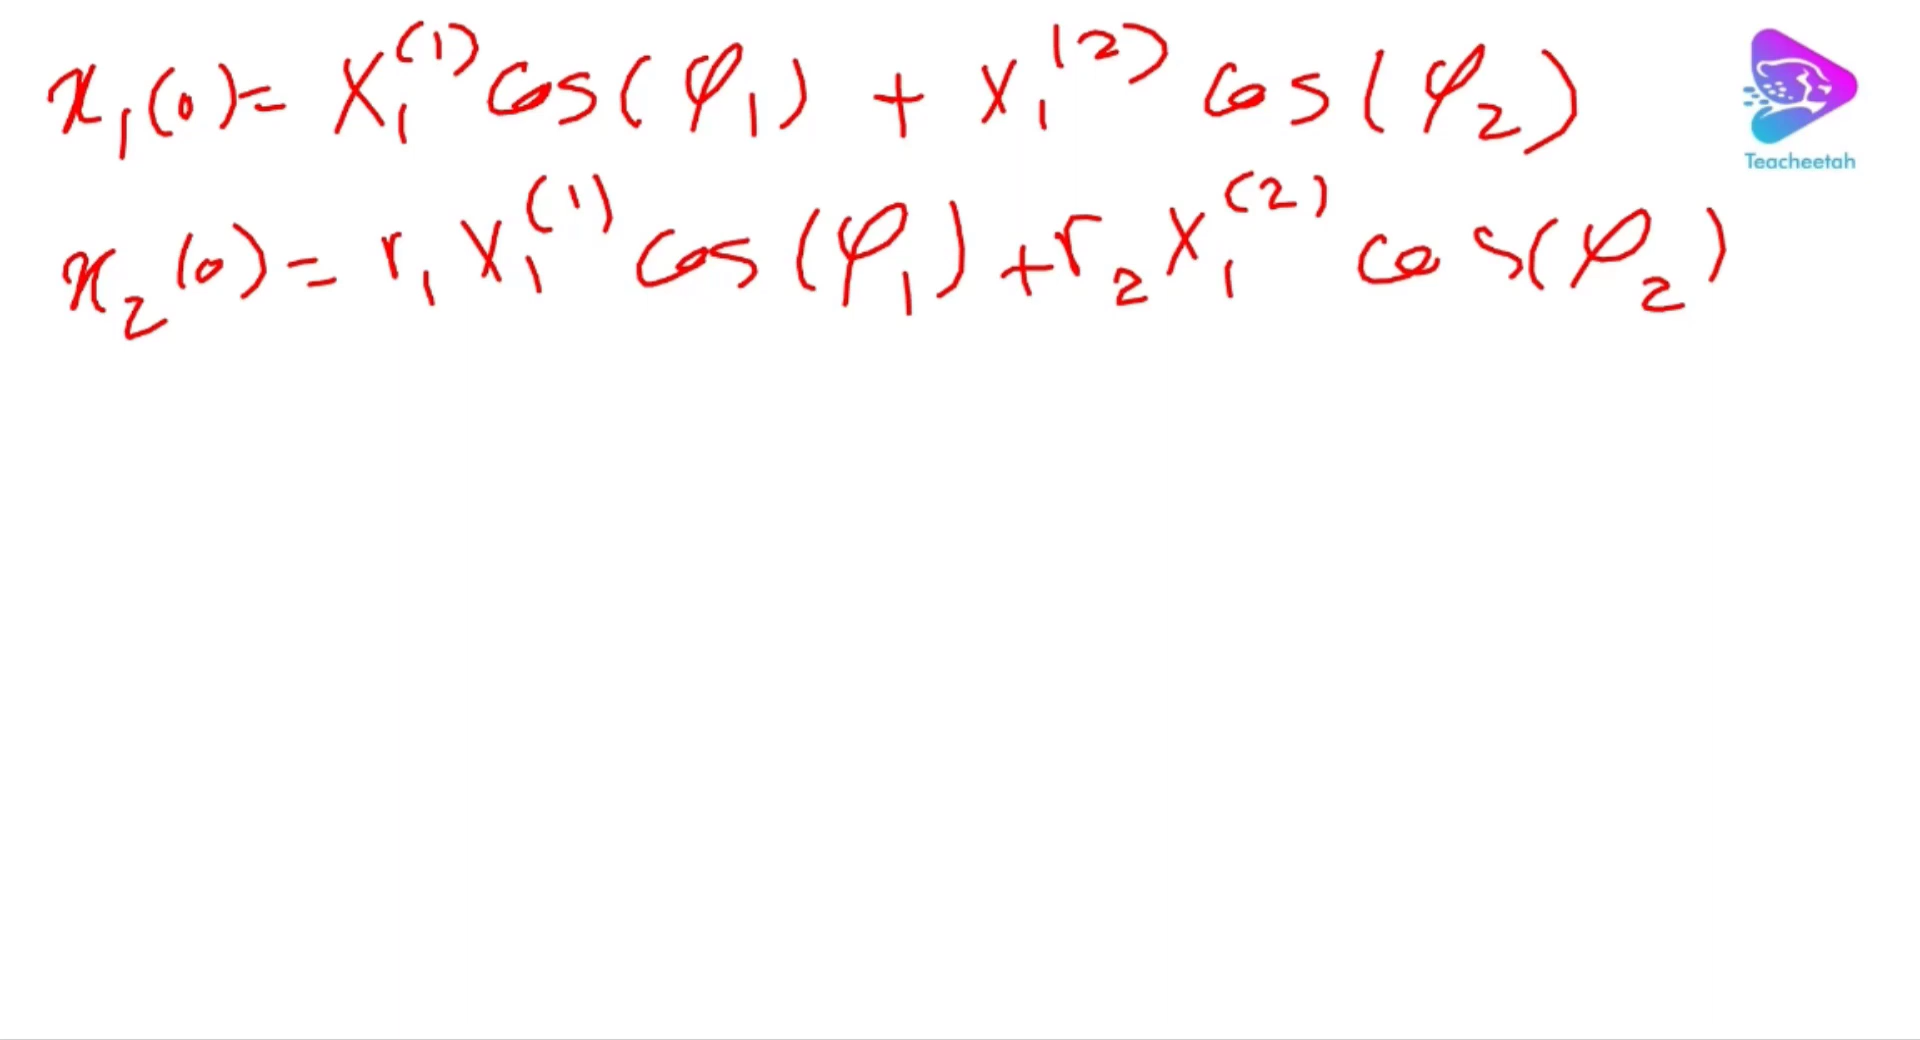 x₁(0)= X₁⁽¹⁾ cos(φ₁) + X₁⁽²⁾ cos(φ₂)
Teacheetah
x₂(0)= r₁ X₁⁽¹⁾ cos(φ₁) + r₂ X₁⁽²⁾ cos(φ₂)